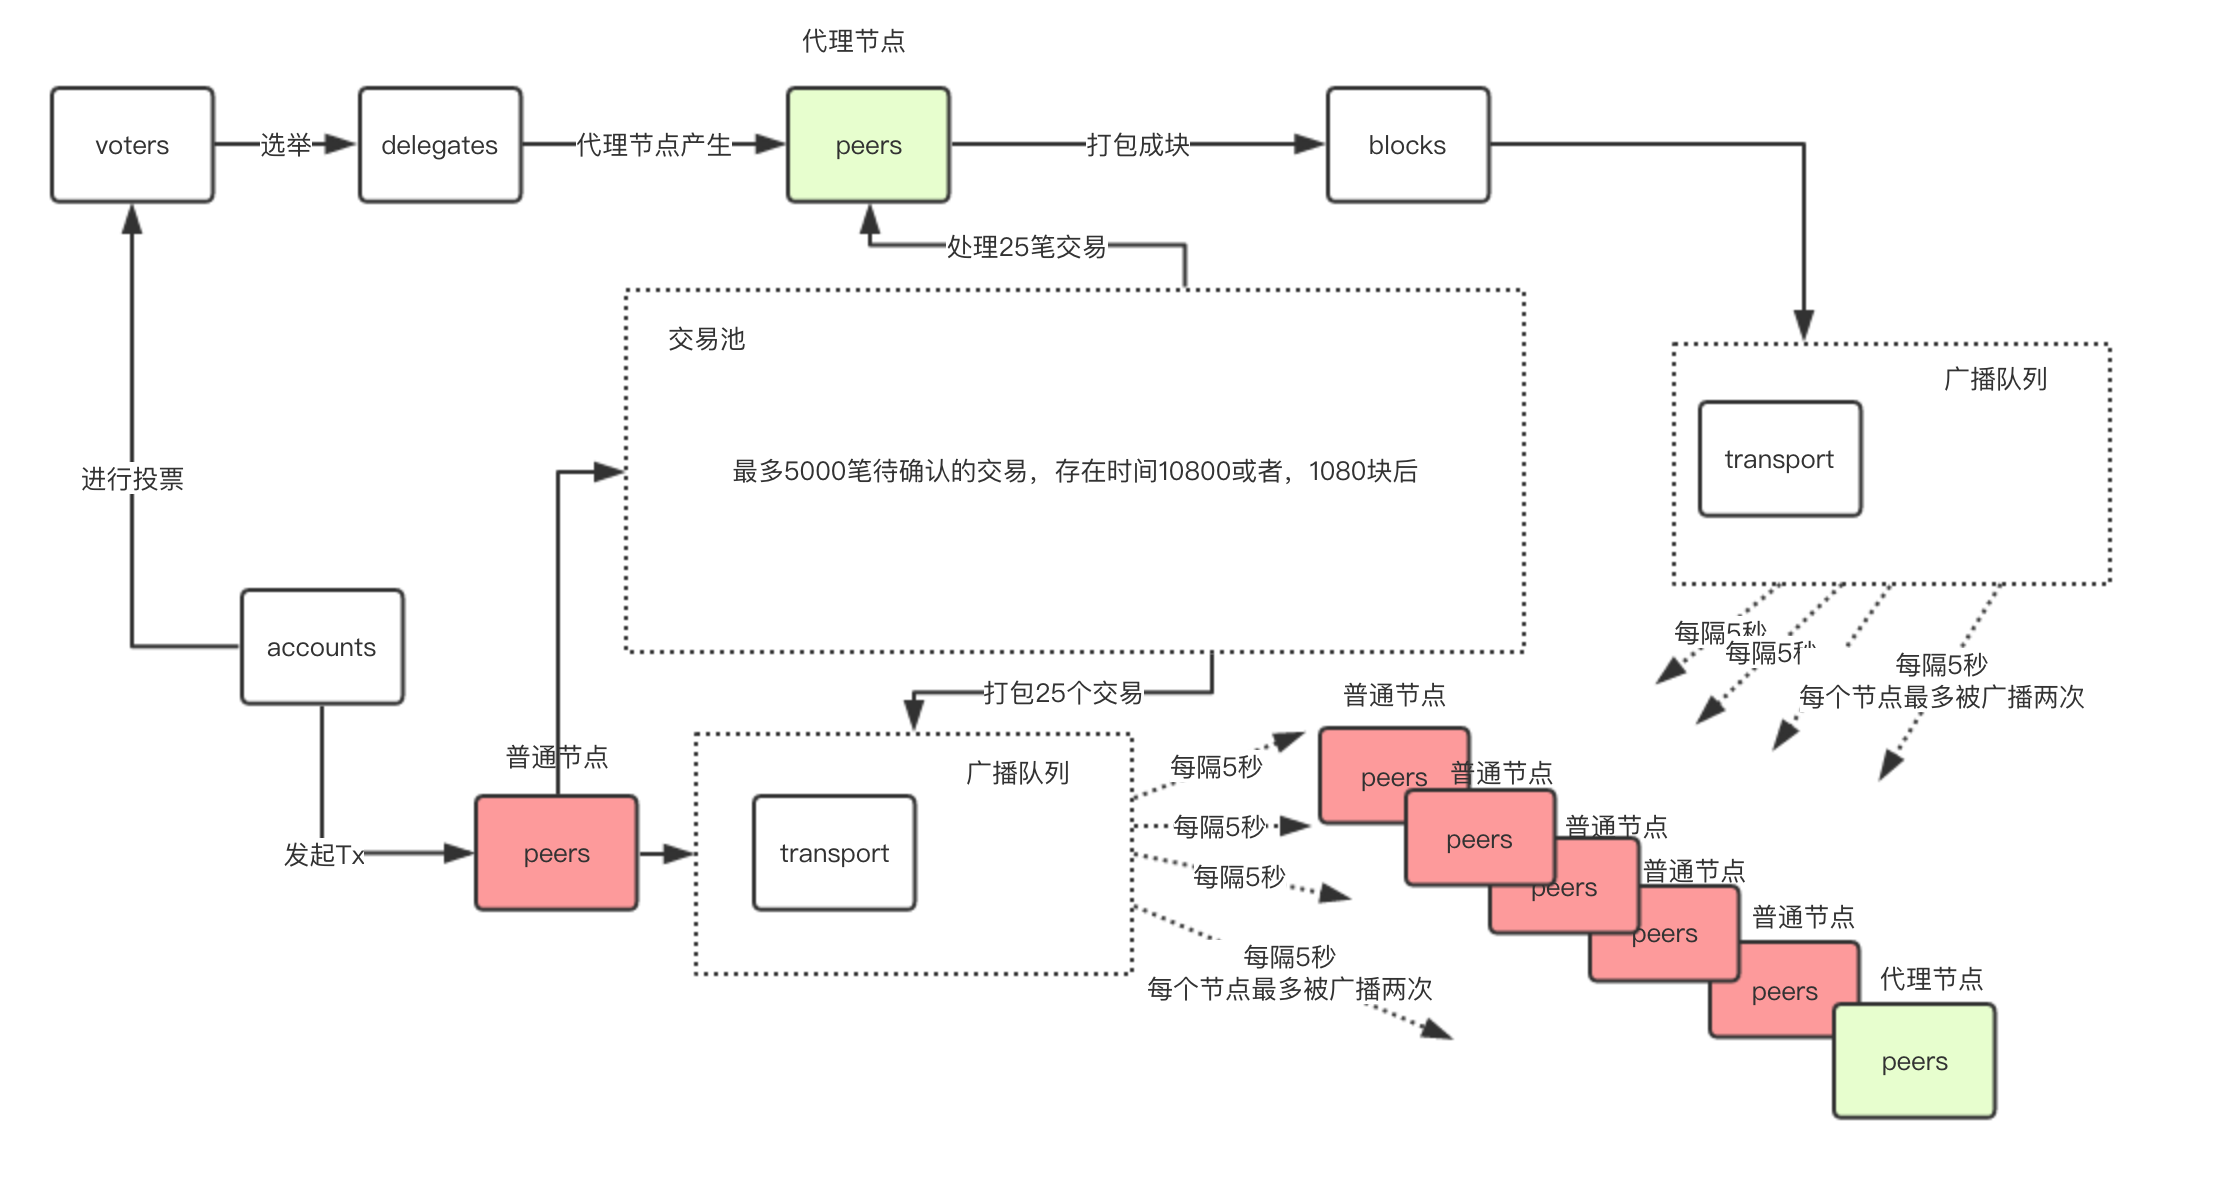 代理节点
voters
选举
delegates
代理节点产生
peers
打包成块
blocks
处理25笔交易
交易池
广播队列
transport
最多5000笔待确认的交易，存在时间10800或者，1080块后
进行投票
accounts
每隔5秒
每隔5秒
每隔5秒
每个节点最多被广播两次
打包25个交易
普通节点
普通节点
发起Tx
peers
广播队列
transport
每隔5秒
每隔5秒
每隔5秒
每隔5秒
每个节点最多被广播两次
peers
普通节点
peers
普通节点
peers
普通节点
peers
普通节点
peers
代理节点
peers